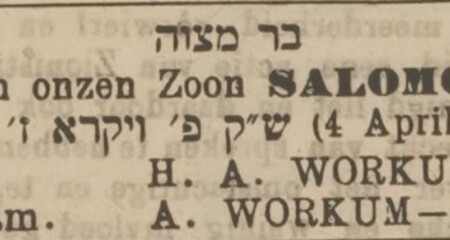 בר מצוה
n onzen Zoon SALOMO
ש״ק פ׳ ויקרא ז׳ (4 April
H. A. WORKU
m. A. WORKUM—